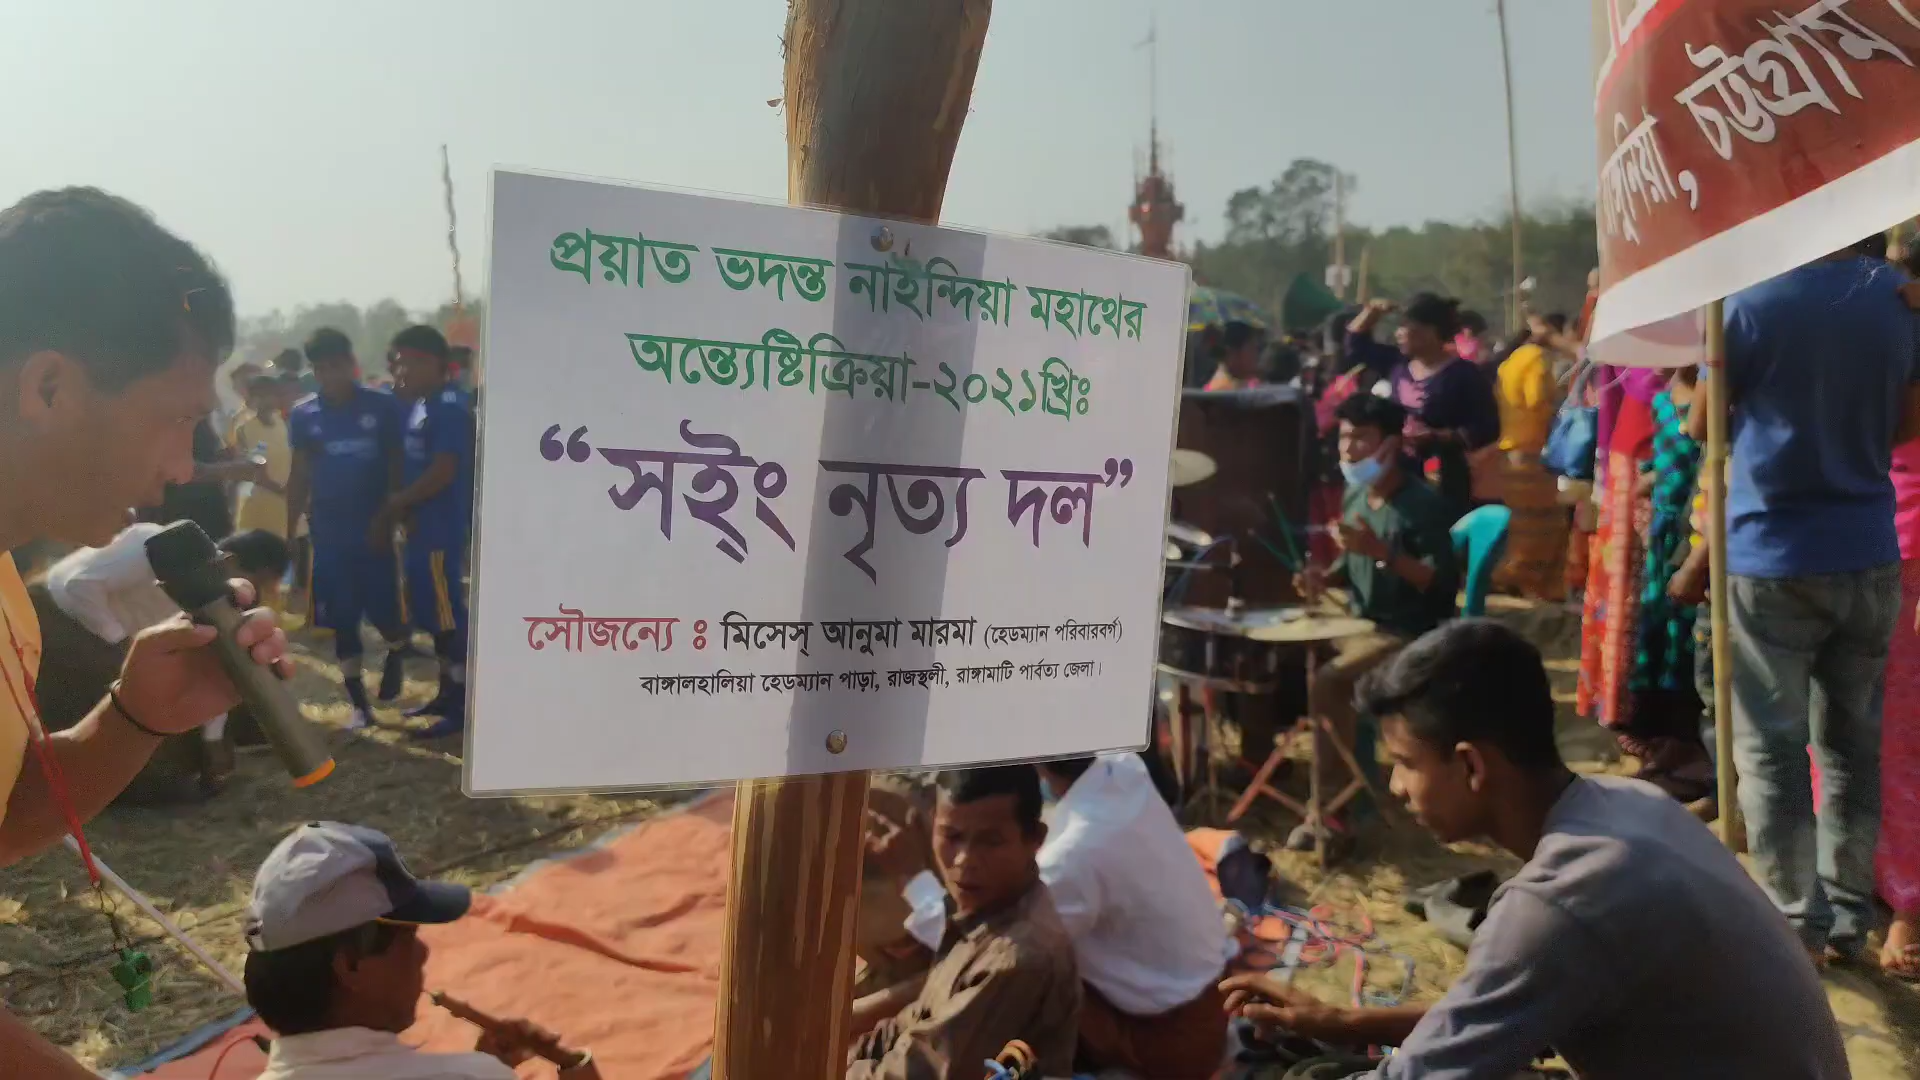 প্রয়াত ভদন্ত নাইন্দিয়া মহাথের
অন্ত্যেষ্টিক্রিয়া-২০২১খ্রিঃ
“সই্ং নৃত্য দল”
সৌজন্যে ঃ মিসেস্ আনুমা মারমা (হেডম্যান পরিবারবর্গ)
বাঙ্গালহালিয়া হেডম্যান পাড়া, রাজস্থলী, রাঙ্গামাটি পার্বত্য জেলা।
চট্টগ্রাম